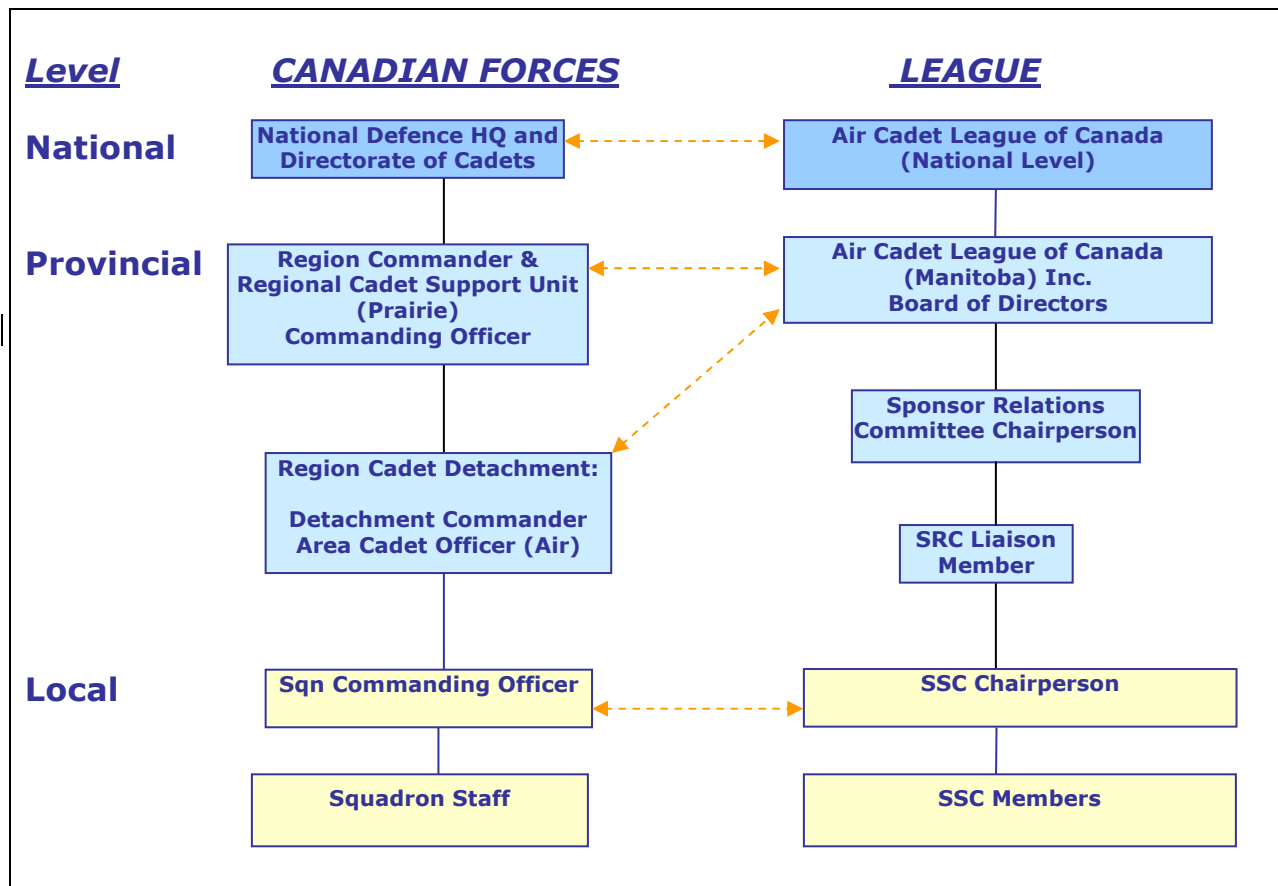 Level CANADIAN FORCES LEAGUE
National
National Defence HQ and
Directorate of Cadets
Air Cadet League of Canada
(National Level)
Provincial
Region Commander &
Regional Cadet Support Unit
(Prairie)
Commanding Officer
Air Cadet League of Canada
(Manitoba) Inc.
Board of Directors
Sponsor Relations
Committee Chairperson
Region Cadet Detachment:
Detachment Commander
Area Cadet Officer (Air)
SRC Liaison
Member
Local
Sqn Commanding Officer
SSC Chairperson
Squadron Staff
SSC Members